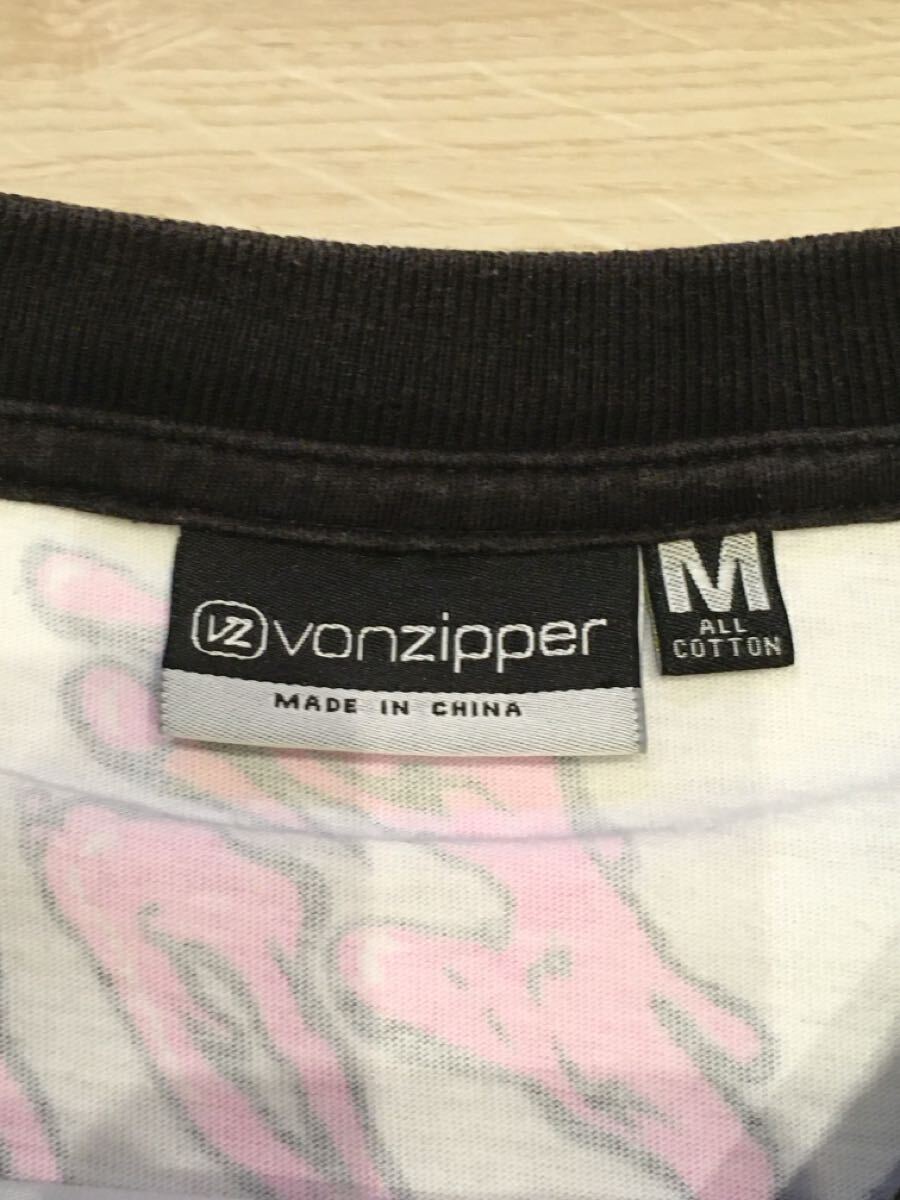 VZ vonzipper
MADE IN CHINA
M
ALL
COTTON